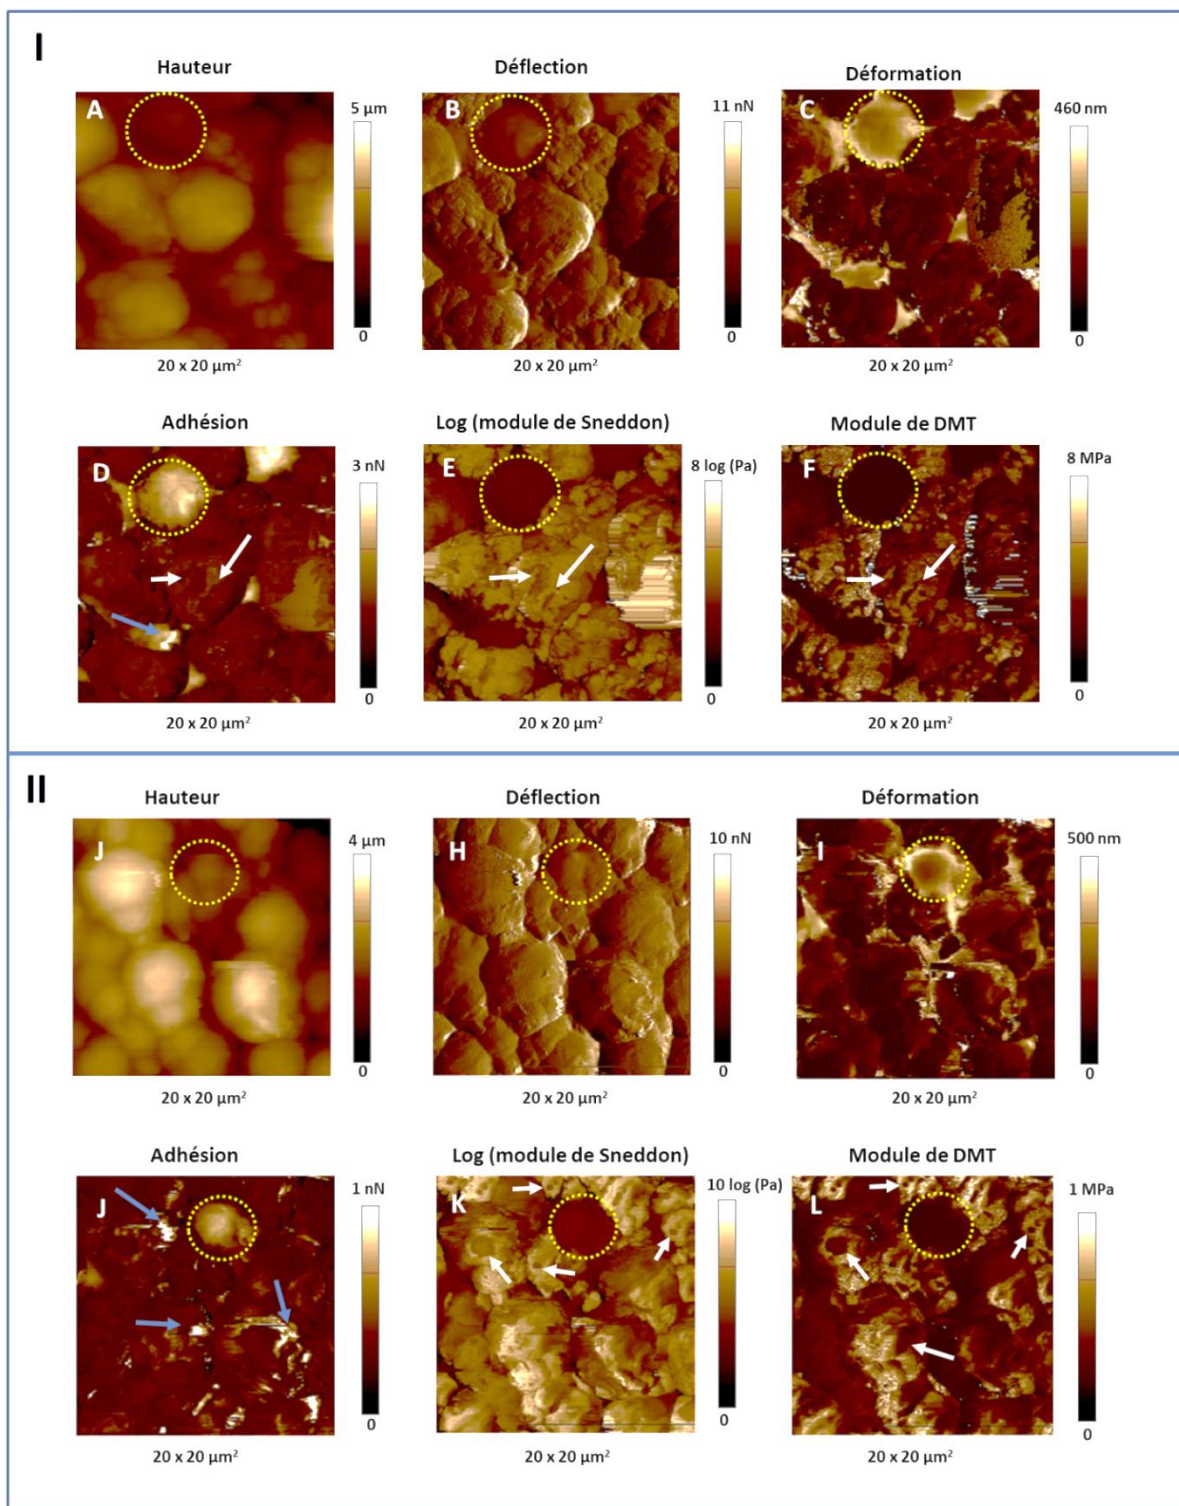 I
Hauteur
Déflection
Déformation
A
5 µm
0
B
11 nN
0
C
460 nm
0
20 x 20 µm²
20 x 20 µm²
20 x 20 µm²
Adhésion
Log (module de Sneddon)
Module de DMT
D
3 nN
0
E
8 log (Pa)
0
F
8 MPa
0
20 x 20 µm²
20 x 20 µm²
20 x 20 µm²
II
Hauteur
Déflection
Déformation
J
4 µm
0
H
10 nN
0
I
500 nm
0
20 x 20 µm²
20 x 20 µm²
20 x 20 µm²
Adhésion
Log (module de Sneddon)
Module de DMT
J
1 nN
0
K
10 log (Pa)
0
L
1 MPa
0
20 x 20 µm²
20 x 20 µm²
20 x 20 µm²